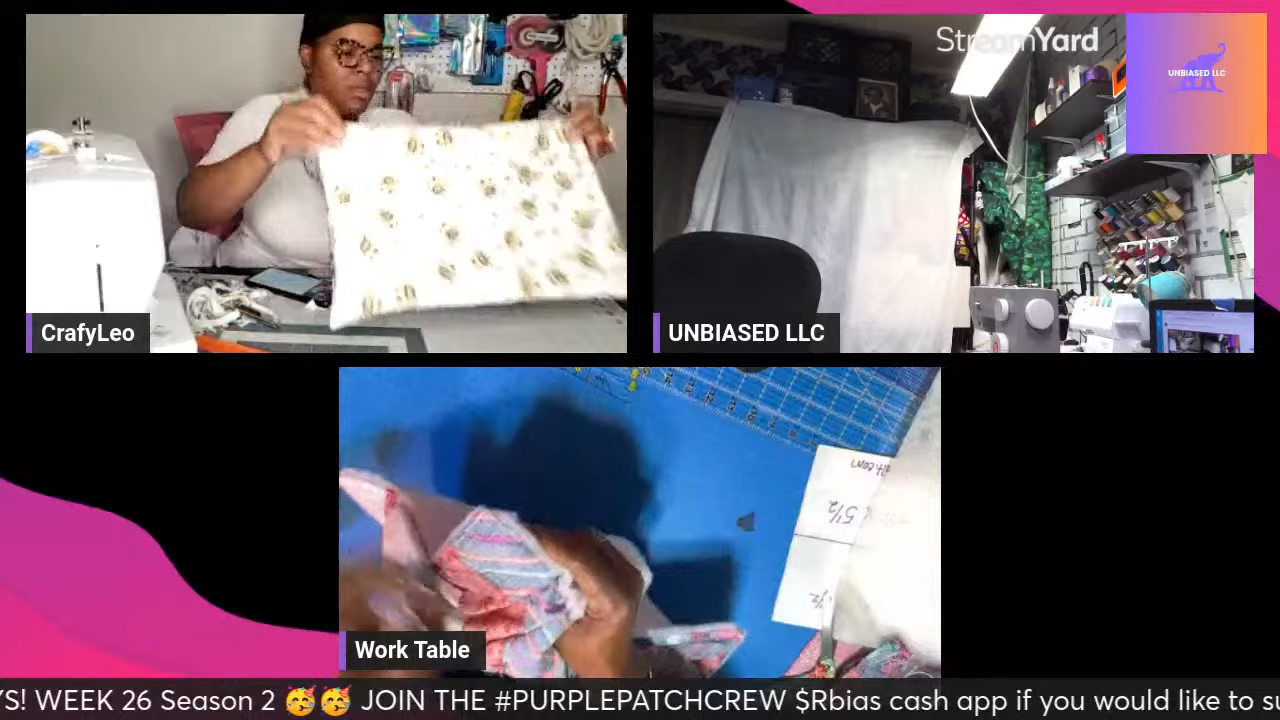 StreamYard
UNBIASED LLC
CrafyLeo
UNBIASED LLC
5½
Work Table
YS! WEEK 26 Season 2 🥳🥳 JOIN THE #PURPLEPATCHCREW $Rbias cash app if you would like to su